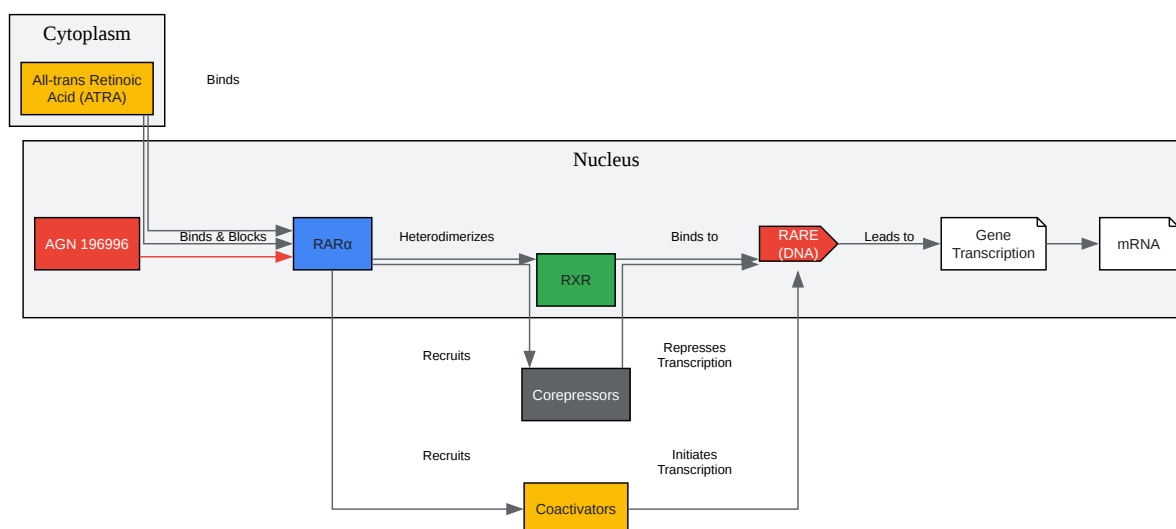 Cytoplasm
All-trans Retinoic
Acid (ATRA)
Binds
Nucleus
AGN 196996
Binds & Blocks
RARα
Heterodimerizes
RXR
Binds to
RARE
(DNA)
Leads to
Gene
Transcription
mRNA
Recruits
Corepressors
Represses
Transcription
Recruits
Coactivators
Initiates
Transcription